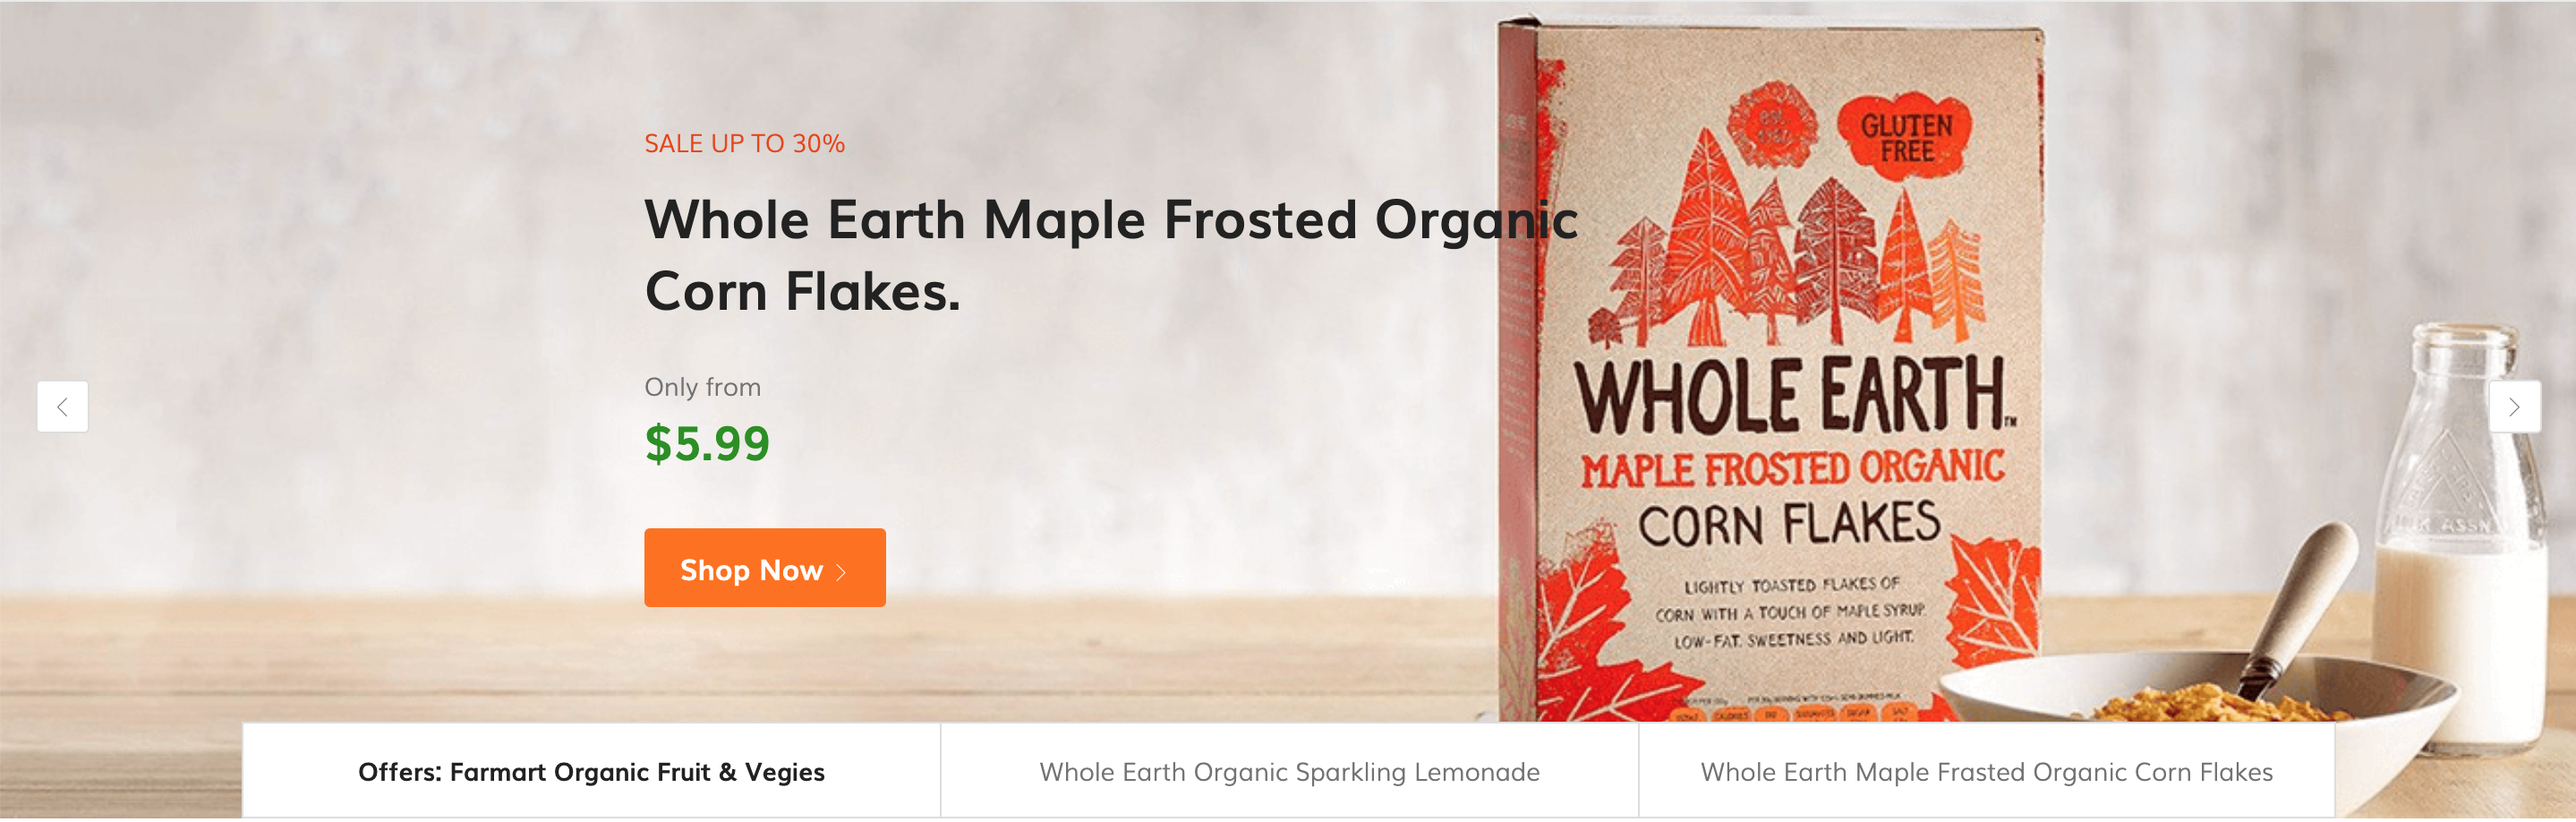 SALE UP TO 30%
Whole Earth Maple Frosted Organic
Corn Flakes.
Only from
$5.99
Shop Now
GLUTEN
FREE
WHOLE EARTH™
MAPLE FROSTED ORGANIC
CORN FLAKES
LIGHTLY TOASTED FLAKES OF
CORN WITH A TOUCH OF MAPLE SYRUP.
LOW-FAT. SWEETNESS AND LIGHT.
Offers: Farmart Organic Fruit & Vegies
Whole Earth Organic Sparkling Lemonade
Whole Earth Maple Frasted Organic Corn Flakes